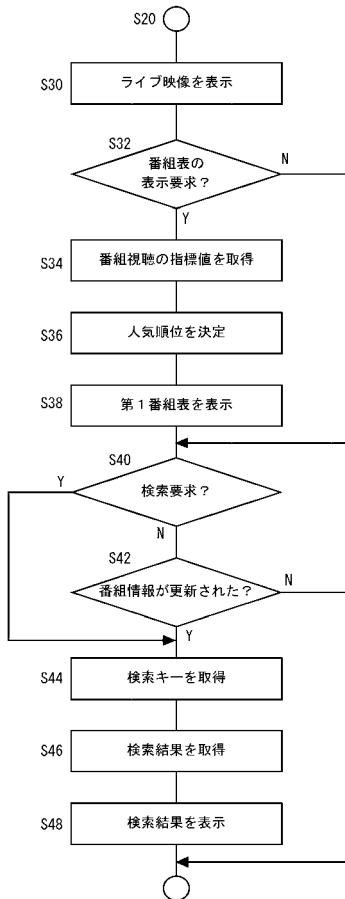 S20
S30
ライブ映像を表示
S32
番組表の
表示要求？
N
Y
S34
番組視聴の指標値を取得
S36
人気順位を決定
S38
第１番組表を表示
S40
Y
検索要求？
N
S42
番組情報が更新された？
N
Y
S44
検索キーを取得
S46
検索結果を取得
S48
検索結果を表示